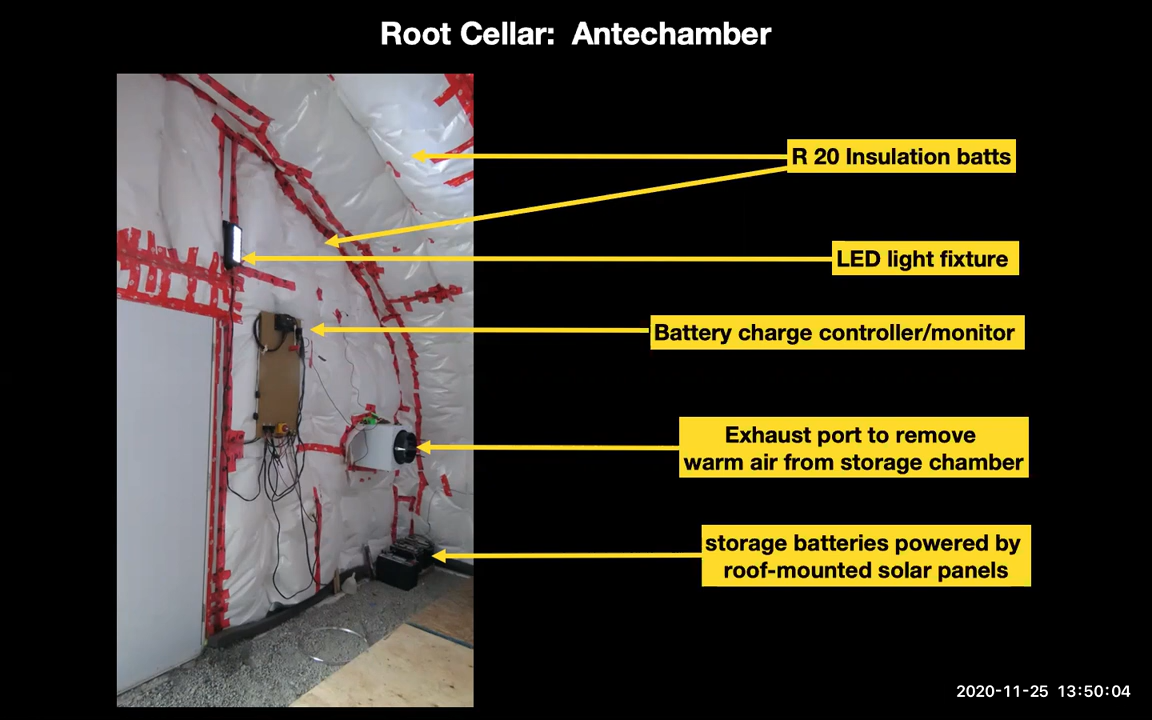 Root Cellar: Antechamber
R 20 Insulation batts
LED light fixture
Battery charge controller/monitor
Exhaust port to remove
warm air from storage chamber
storage batteries powered by
roof-mounted solar panels
2020-11-25 13:50:04